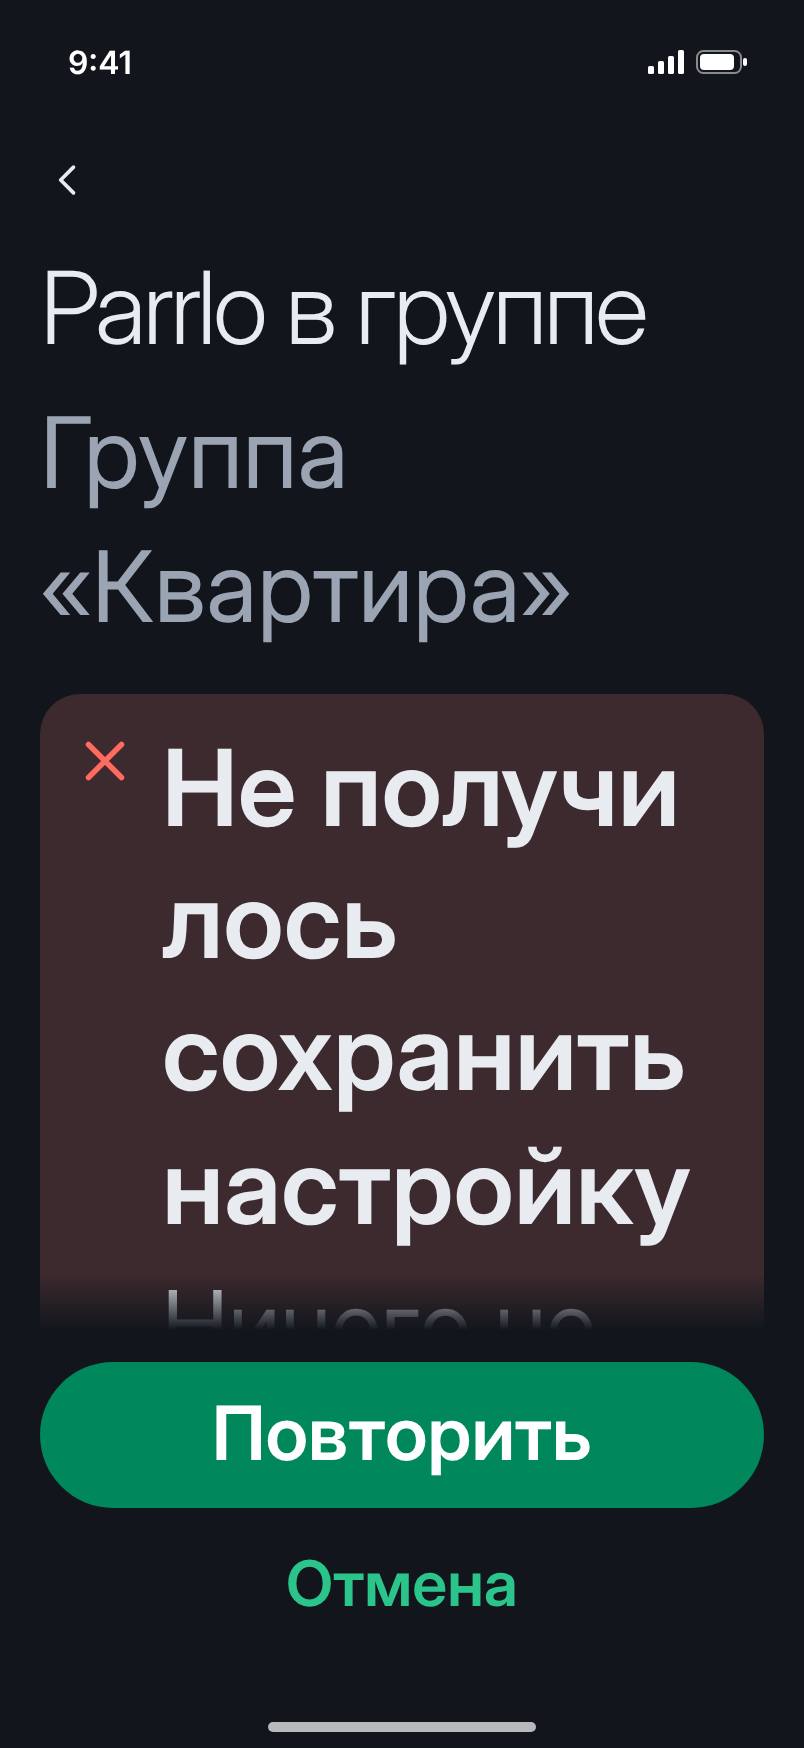 9:41
Parrlo в группе
Группа
«Квартира»
Не получи
лось
сохранить
настройку
Повторить
Отмена